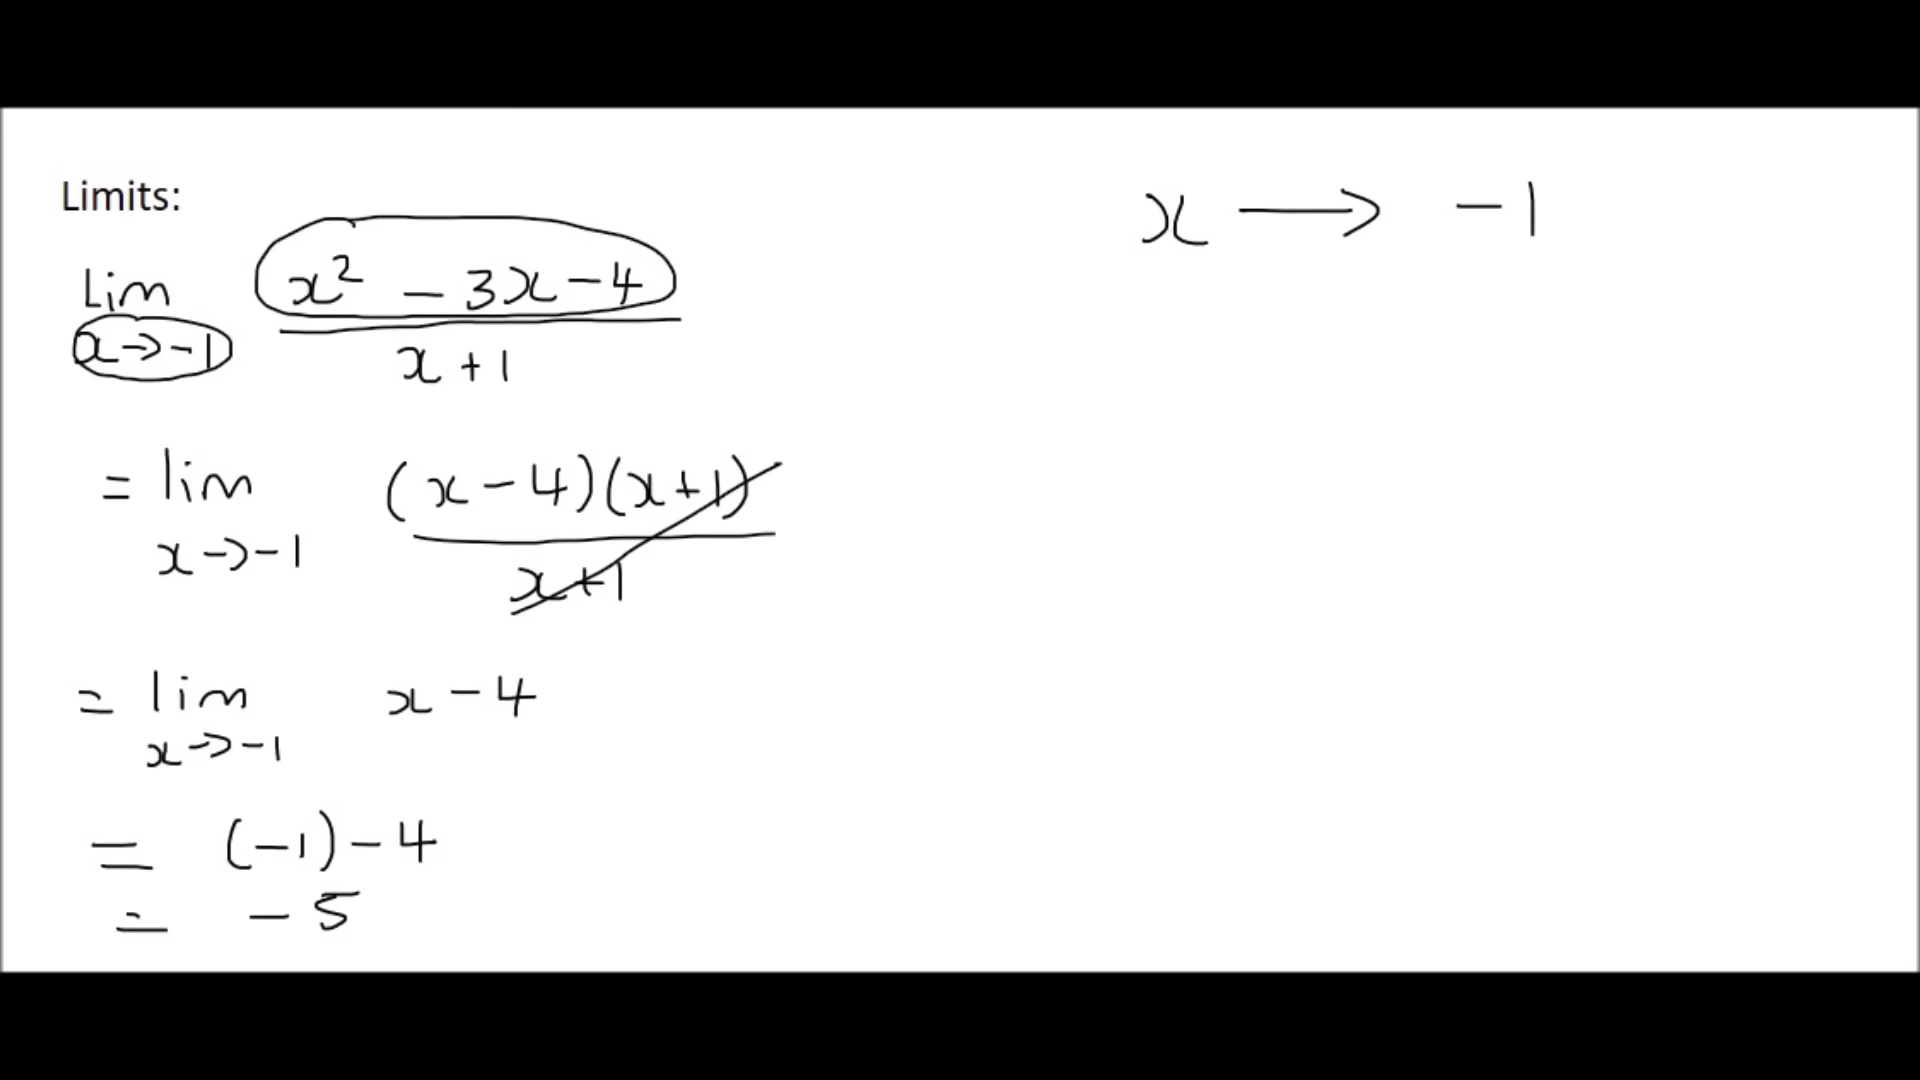 Limits:
x → -1
Lim x² - 3x - 4
x → -1 x + 1
= lim (x - 4)(x + 1)
x → -1 x + 1
= lim x - 4
x → -1
= (-1) - 4
= - 5